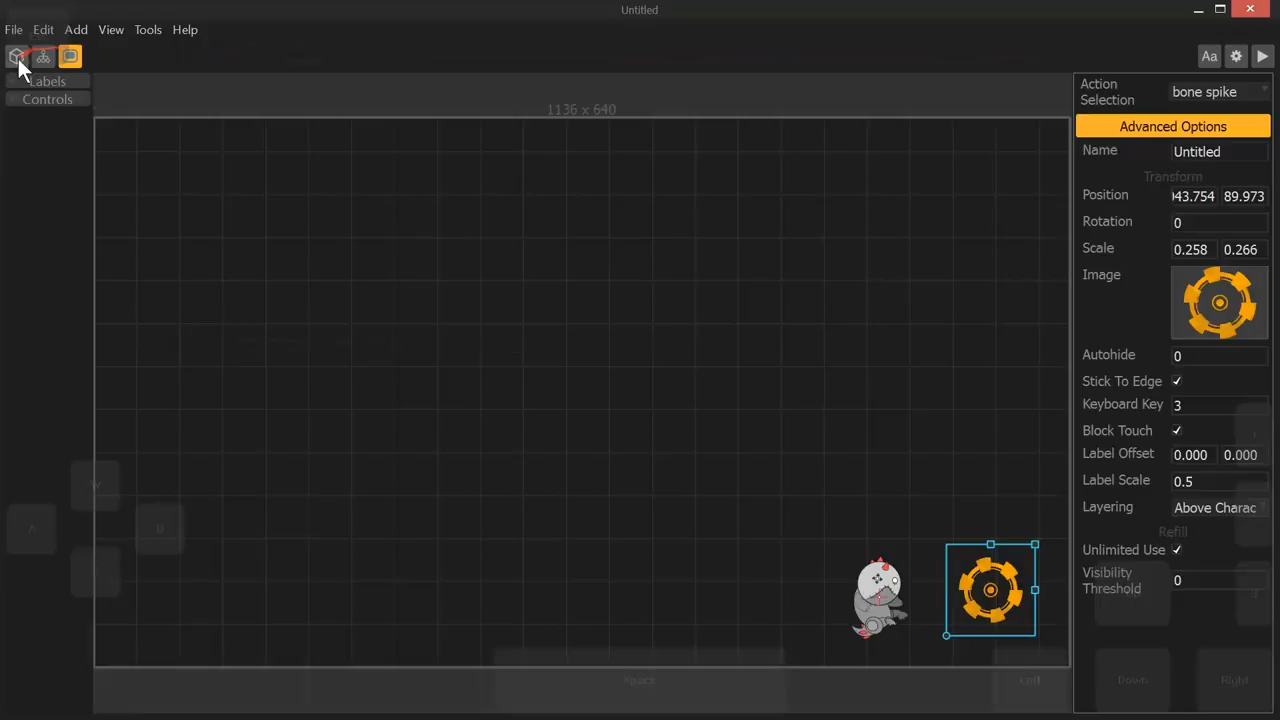 Untitled
File Edit Add View Tools Help
Aa
Labels
Controls
1136 x 640
Action Selection bone spike
Advanced Options
Name Untitled
Transform
Position 43.754 89.973
Rotation 0
Scale 0.258 0.266
Image
Autohide 0
Stick To Edge
Keyboard Key 3
Block Touch
Label Offset 0.000 0.000
Label Scale 0.5
Layering Above Charac
Refill
Unlimited Use
Visibility Threshold 0
W
A
Down
Right